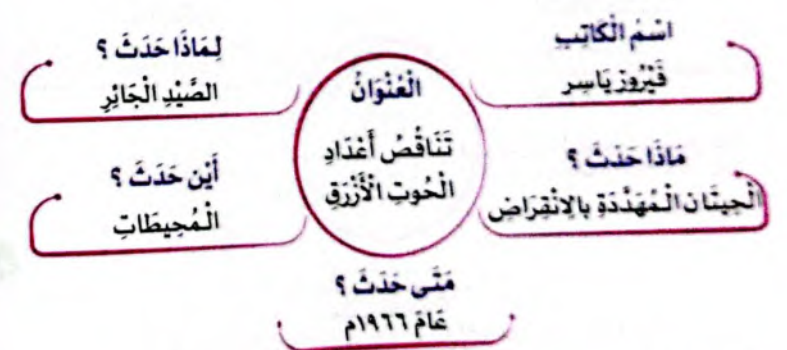 اسْمُ الْكَاتِبِ
فَيْرُوز يَاسِر
لِمَاذَا حَدَثَ ؟
الصَّيْدِ الْجَائِرِ
الْعُنْوَانُ
تَنَاقُصُ أَعْدَادِ
الْحُوتِ الْأَزْرَقِ
مَاذَا حَدَثَ ؟
الْحِيتَان الْمُهَدَّدَةِ بِالِانْقِرَاضِ
أَيْن حَدَثَ ؟
الْمُحِيطَاتِ
مَتَى حَدَثَ ؟
عَامَ ١٩٦٦م